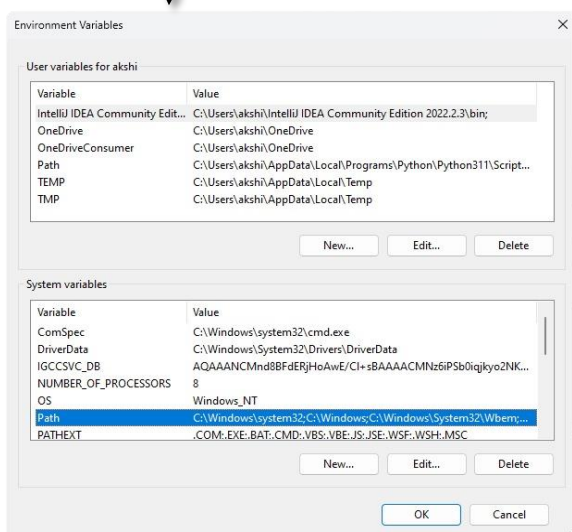 Environment Variables
User variables for akshi
Variable Value
IntelliJ IDEA Community Edit... C:\Users\akshi\IntelliJ IDEA Community Edition 2022.2.3\bin;
OneDrive C:\Users\akshi\OneDrive
OneDriveConsumer C:\Users\akshi\OneDrive
Path C:\Users\akshi\AppData\Local\Programs\Python\Python311\Script...
TEMP C:\Users\akshi\AppData\Local\Temp
TMP C:\Users\akshi\AppData\Local\Temp
New... Edit... Delete
System variables
Variable Value
ComSpec C:\Windows\system32\cmd.exe
DriverData C:\Windows\System32\Drivers\DriverData
IGCCSVC_DB
NUMBER_OF_PROCESSORS 8
OS Windows_NT
Path C:\Windows\system32;C:\Windows;C:\Windows\System32\Wbem;...
PATHEXT .COM;.EXE;.BAT;.CMD;.VBS;.VBE;.JS;.JSE;.WSF;.WSH;.MSC
New... Edit... Delete
OK Cancel